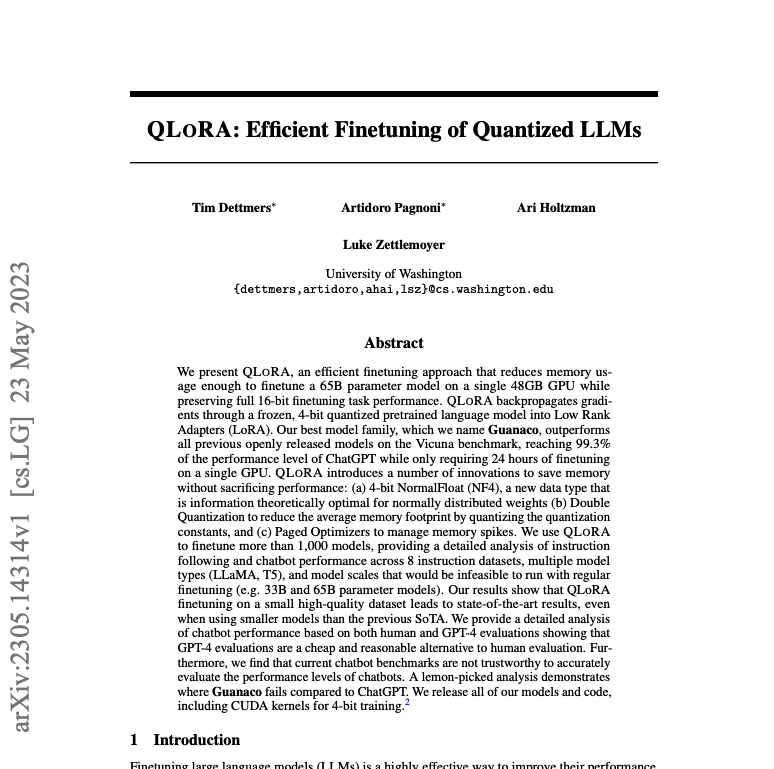 QLORA: Efficient Finetuning of Quantized LLMs
Tim Dettmers* Artidoro Pagnoni* Ari Holtzman
Luke Zettlemoyer
University of Washington
{dettmers,artidoro,ahai,lsz}@cs.washington.edu
Abstract
We present QLORA, an efficient finetuning approach that reduces memory us-
age enough to finetune a 65B parameter model on a single 48GB GPU while
preserving full 16-bit finetuning task performance. QLORA backpropagates gradi-
ents through a frozen, 4-bit quantized pretrained language model into Low Rank
Adapters (LoRA). Our best model family, which we name Guanaco, outperforms
all previous openly released models on the Vicuna benchmark, reaching 99.3%
of the performance level of ChatGPT while only requiring 24 hours of finetuning
on a single GPU. QLORA introduces a number of innovations to save memory
without sacrificing performance: (a) 4-bit NormalFloat (NF4), a new data type that
is information theoretically optimal for normally distributed weights (b) Double
Quantization to reduce the average memory footprint by quantizing the quantization
constants, and (c) Paged Optimizers to manage memory spikes. We use QLORA
to finetune more than 1,000 models, providing a detailed analysis of instruction
following and chatbot performance across 8 instruction datasets, multiple model
types (LLaMA, T5), and model scales that would be infeasible to run with regular
finetuning (e.g. 33B and 65B parameter models). Our results show that QLoRA
finetuning on a small high-quality dataset leads to state-of-the-art results, even
when using smaller models than the previous SoTA. We provide a detailed analysis
of chatbot performance based on both human and GPT-4 evaluations showing that
GPT-4 evaluations are a cheap and reasonable alternative to human evaluation. Fur-
thermore, we find that current chatbot benchmarks are not trustworthy to accurately
evaluate the performance levels of chatbots. A lemon-picked analysis demonstrates
where Guanaco fails compared to ChatGPT. We release all of our models and code,
including CUDA kernels for 4-bit training.2
1 Introduction
Finetuning large language models (LLMs) is a highly effective way to improve their performance,
arXiv:2305.14314v1 [cs.LG] 23 May 2023